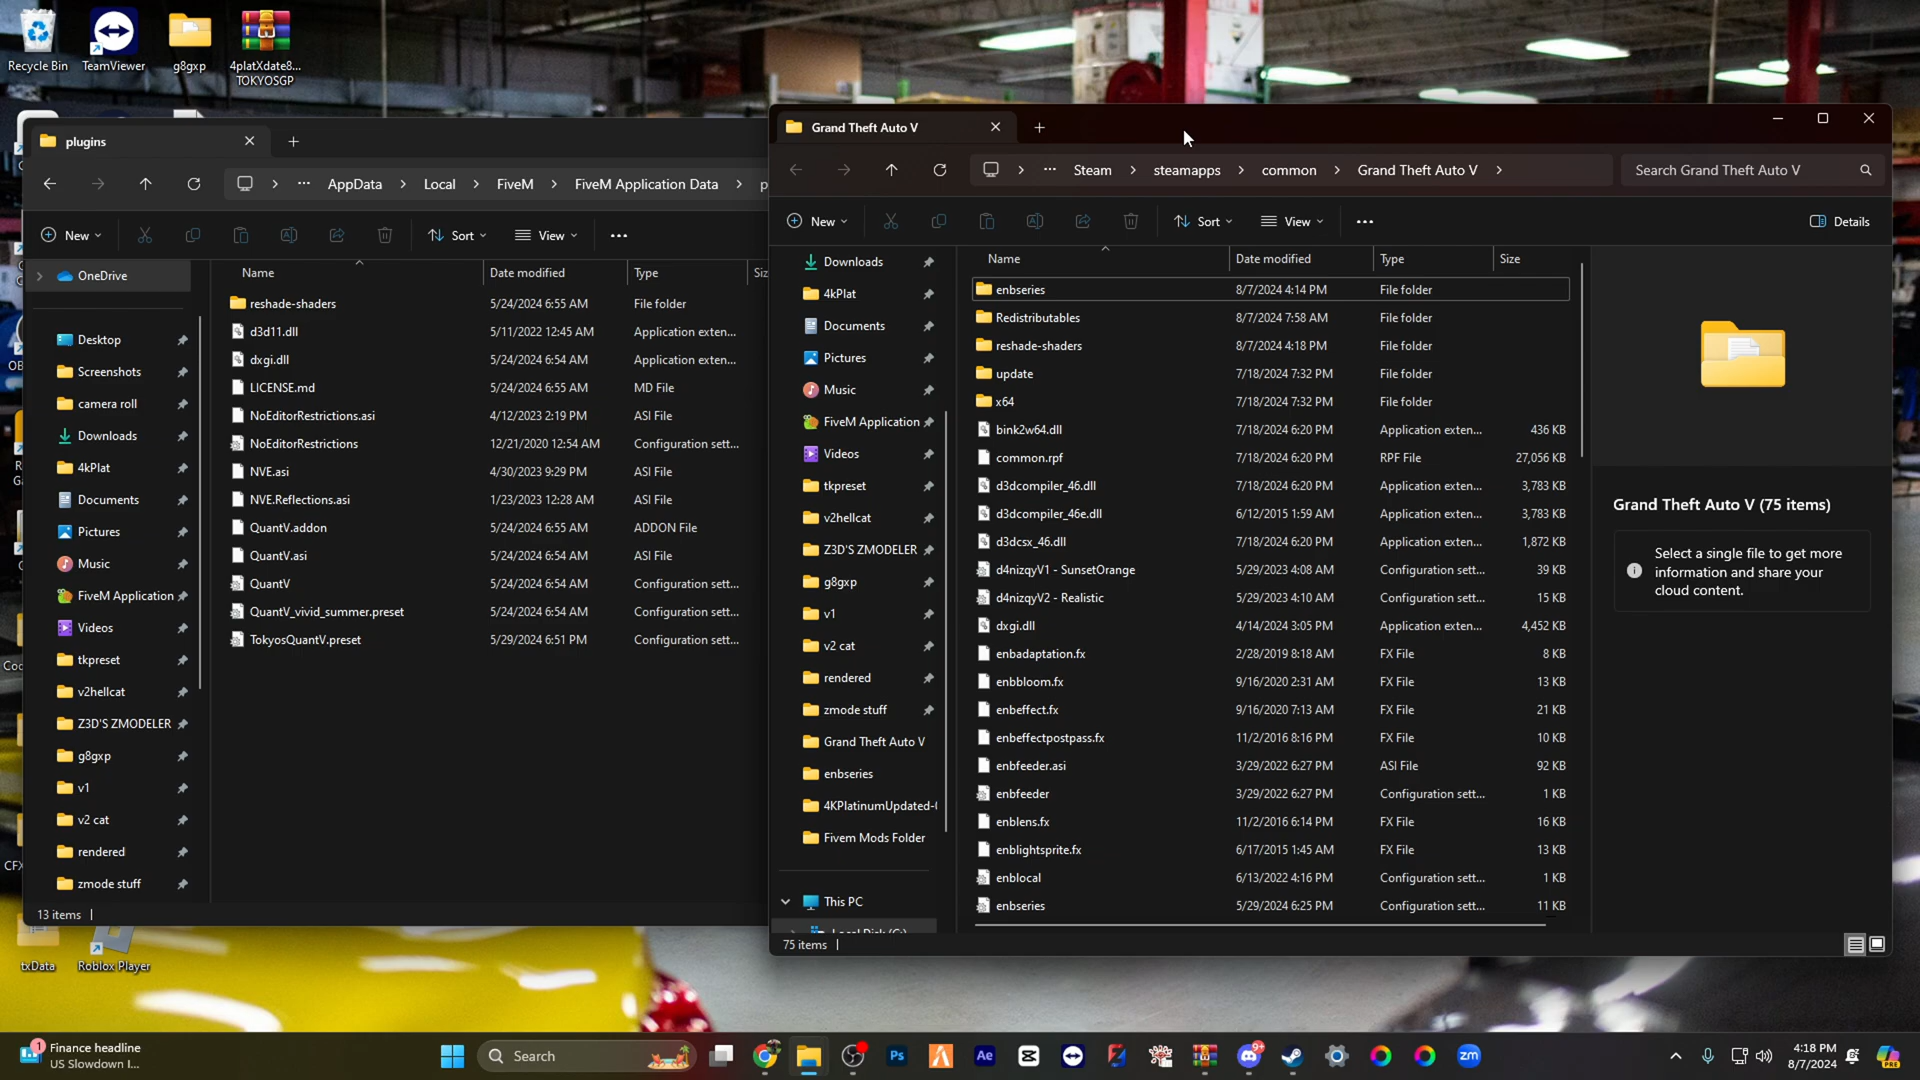 Recycle Bin
TeamViewer
g8gxp
4platXdate8...
TOKYOSGP
plugins
AppData
Local
FiveM
FiveM Application Data
New
Sort
View
OneDrive
Desktop
Screenshots
camera roll
Downloads
4kPlat
Documents
Pictures
Music
FiveM Application
Videos
tkpreset
v2hellcat
Z3D'S ZMODELER
g8gxp
v1
v2 cat
rendered
zmode stuff
Name Date modified Type
reshade-shaders 5/24/2024 6:55 AM File folder
d3d11.dll 5/11/2022 12:45 AM Application exten...
dxgi.dll 5/24/2024 6:54 AM Application exten...
LICENSE.md 5/24/2024 6:55 AM MD File
NoEditorRestrictions.asi 4/12/2023 2:19 PM ASI File
NoEditorRestrictions 12/21/2020 12:54 AM Configuration sett...
NVE.asi 4/30/2023 9:29 PM ASI File
NVE.Reflections.asi 1/23/2023 12:28 AM ASI File
QuantV.addon 5/24/2024 6:55 AM ADDON File
QuantV.asi 5/24/2024 6:54 AM ASI File
QuantV 5/24/2024 6:54 AM Configuration sett...
QuantV_vivid_summer.preset 5/24/2024 6:54 AM Configuration sett...
TokyosQuantV.preset 5/29/2024 6:51 PM Configuration sett...
13 items
Grand Theft Auto V
Steam
steamapps
common
Grand Theft Auto V
Search Grand Theft Auto V
New
Sort
View
Details
Downloads
4kPlat
Documents
Pictures
Music
FiveM Application
Videos
tkpreset
v2hellcat
Z3D'S ZMODELER
g8gxp
v1
v2 cat
rendered
zmode stuff
Grand Theft Auto V
enbseries
4KPlatinumUpdated-
Fivem Mods Folder
This PC
Name Date modified Type Size
enbseries 8/7/2024 4:14 PM File folder
Redistributables 8/7/2024 7:58 AM File folder
reshade-shaders 8/7/2024 4:18 PM File folder
update 7/18/2024 7:32 PM File folder
x64 7/18/2024 7:32 PM File folder
bink2w64.dll 7/18/2024 6:20 PM Application exten... 436 KB
common.rpf 7/18/2024 6:20 PM RPF File 27,056 KB
d3dcompiler_46.dll 7/18/2024 6:20 PM Application exten... 3,783 KB
d3dcompiler_46e.dll 6/12/2015 1:59 AM Application exten... 3,783 KB
d3dcsx_46.dll 7/18/2024 6:20 PM Application exten... 1,872 KB
d4nizqyV1 - SunsetOrange 5/29/2023 4:08 AM Configuration sett... 39 KB
d4nizqyV2 - Realistic 5/29/2023 4:10 AM Configuration sett... 15 KB
dxgi.dll 4/14/2024 3:05 PM Application exten... 4,452 KB
enbadaptation.fx 2/28/2019 8:18 AM FX File 8 KB
enbbloom.fx 9/16/2020 2:31 AM FX File 13 KB
enbeffect.fx 9/16/2020 7:13 AM FX File 21 KB
enbeffectpostpass.fx 11/2/2016 8:16 PM FX File 10 KB
enbfeeder.asi 3/29/2022 6:27 PM ASI File 92 KB
enbfeeder 3/29/2022 6:27 PM Configuration sett... 1 KB
enblens.fx 11/2/2016 6:14 PM FX File 16 KB
enblightsprite.fx 6/17/2015 1:45 AM FX File 13 KB
enblocal 6/13/2022 4:16 PM Configuration sett... 1 KB
enbseries 5/29/2024 6:25 PM Configuration sett... 11 KB
Grand Theft Auto V (75 items)
Select a single file to get more
information and share your
cloud content.
75 items
txData
Roblox Player
1
Finance headline
US Slowdown I...
Search
Ps
Ae
9+
zm
4:18 PM
8/7/2024
PRE